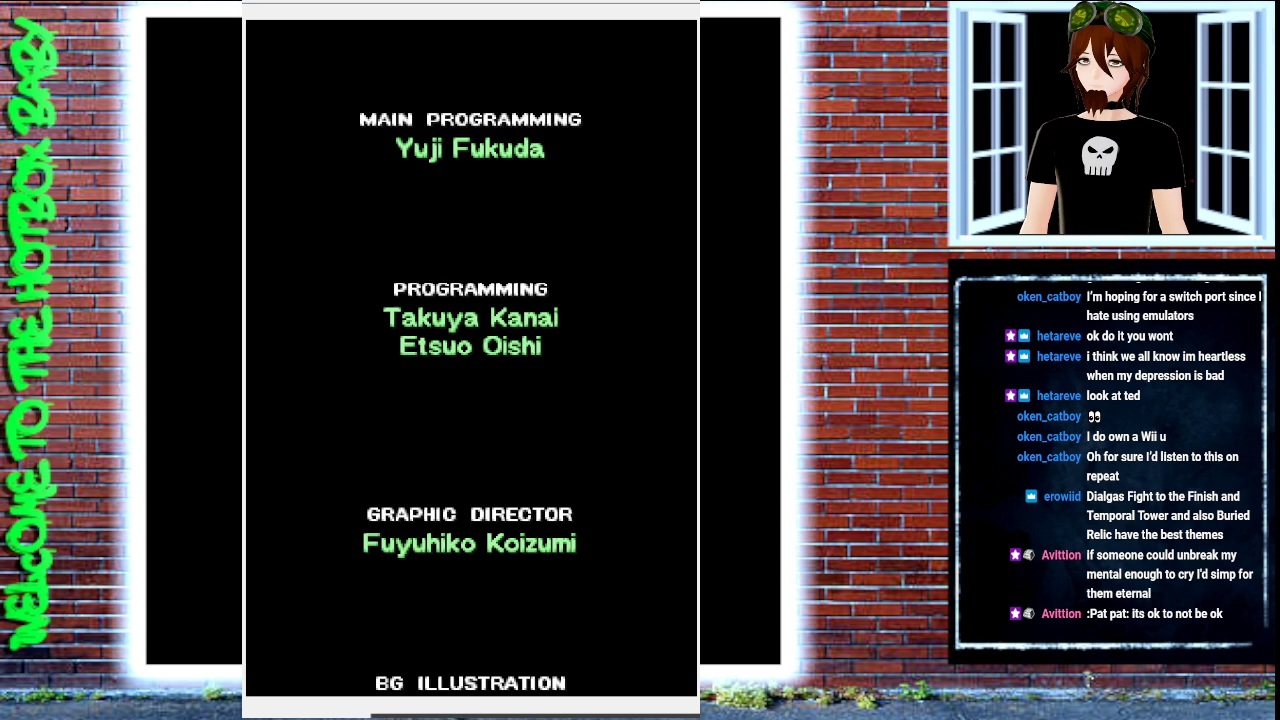 WELCOME TO THE HOTBOX BABY
MAIN PROGRAMMING
Yuji Fukuda
PROGRAMMING
Takuya Kanai
Etsuo Oishi
GRAPHIC DIRECTOR
Fuyuhiko Koizumi
BG ILLUSTRATION
oken_catboy I'm hoping for a switch port since I
hate using emulators
hetareve ok do it you wont
hetareve i think we all know im heartless
when my depression is bad
hetareve look at ted
oken_catboy 👀
oken_catboy I do own a Wii u
oken_catboy Oh for sure I'd listen to this on
repeat
erowiid Dialgas Fight to the Finish and
Temporal Tower and also Buried
Relic have the best themes
Avittion If someone could unbreak my
mental enough to cry I'd simp for
them eternal
Avittion :Pat pat: its ok to not be ok